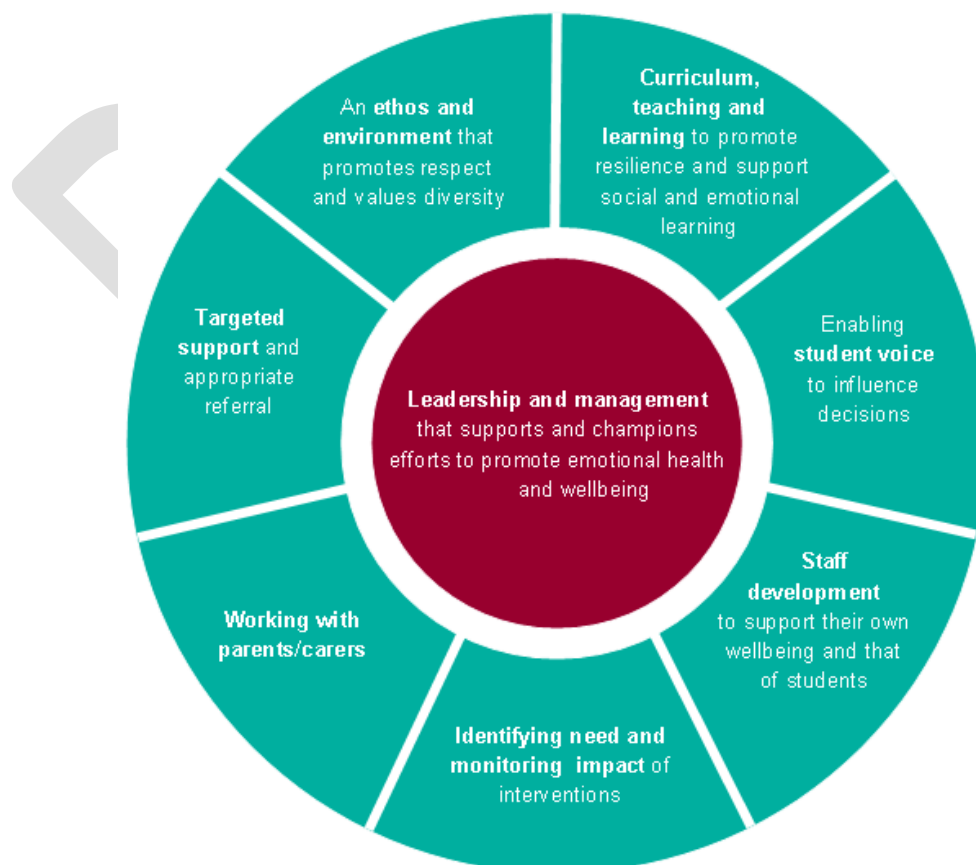 An ethos and
environment that
promotes respect
and values diversity
Curriculum,
teaching and
learning to promote
resilience and support
social and emotional
learning
Enabling
student voice
to influence
decisions
Staff
development
to support their own
wellbeing and that
of students
Identifying need and
monitoring impact of
interventions
Working with
parents/carers
Targeted
support and
appropriate
referral
Leadership and management
that supports and champions
efforts to promote emotional health
and wellbeing